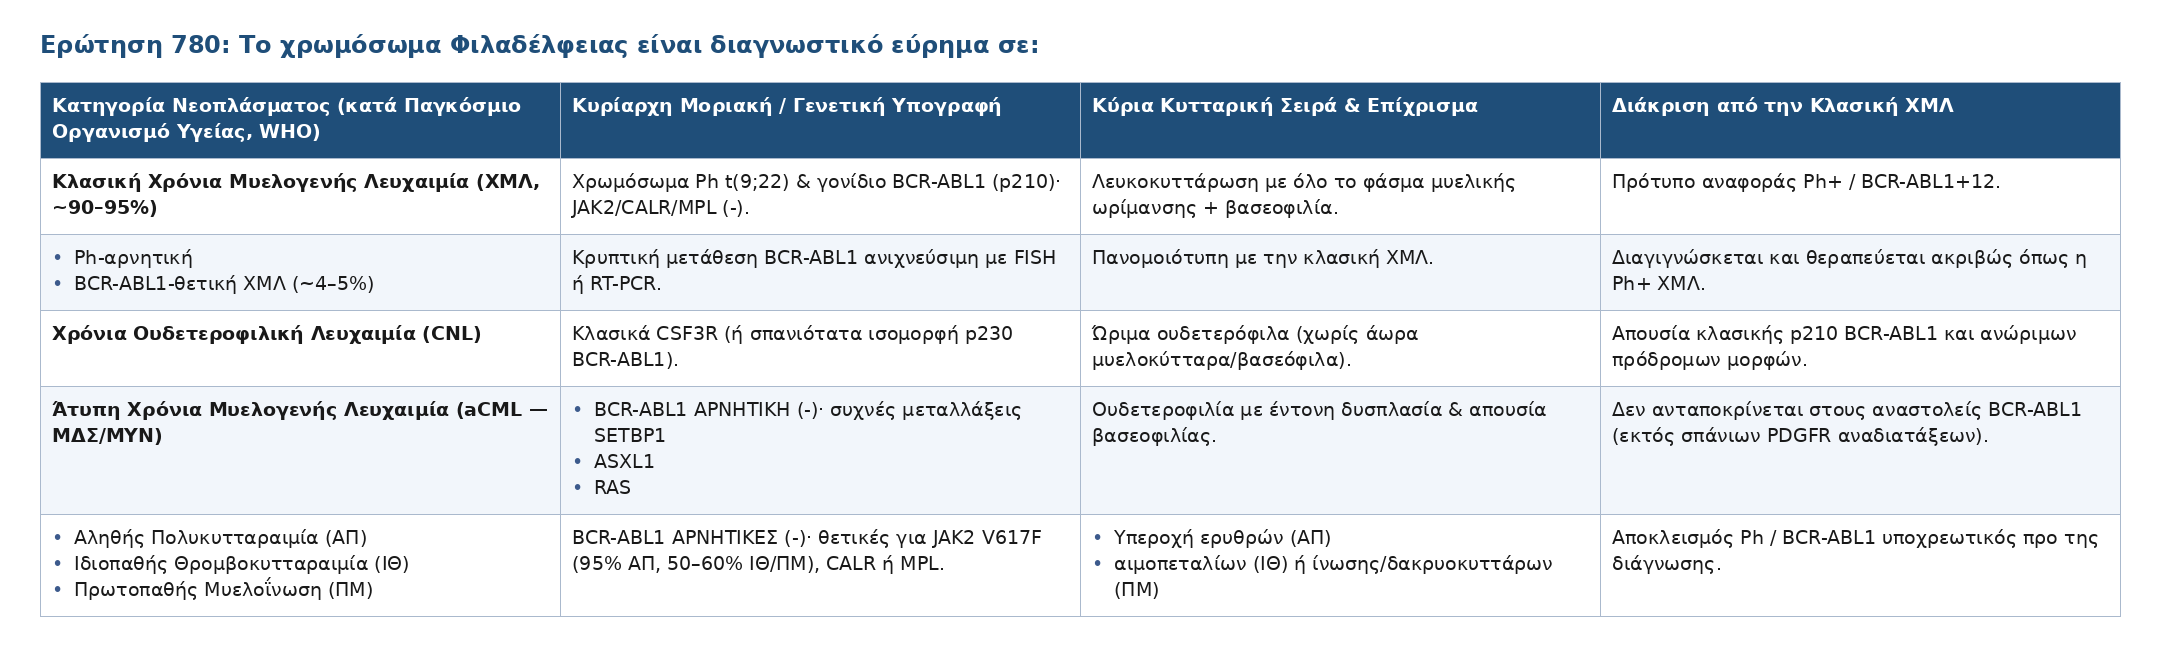 Ερώτηση 780: Το χρωμόσωμα Φιλαδέλφειας είναι διαγνωστικό εύρημα σε:
Κατηγορία Νεοπλάσματος (κατά Παγκόσμιο
Οργανισμό Υγείας, WHO)
Κυρίαρχη Μοριακή / Γενετική Υπογραφή
Κύρια Κυτταρική Σειρά & Επίχρισμα
Διάκριση από την Κλασική ΧΜΛ
Κλασική Χρόνια Μυελογενής Λευχαιμία (ΧΜΛ,
~90–95%)
Χρωμόσωμα Ph t(9;22) & γονίδιο BCR-ABL1 (p210)·
JAK2/CALR/MPL (-).
Λευκοκυττάρωση με όλο το φάσμα μυελικής
ωρίμανσης + βασεοφιλία.
Πρότυπο αναφοράς Ph+ / BCR-ABL1+12.
• Ph-αρνητική
• BCR-ABL1-θετική ΧΜΛ (~4–5%)
Κρυπτική μετάθεση BCR-ABL1 ανιχνεύσιμη με FISH
ή RT-PCR.
Πανομοιότυπη με την κλασική ΧΜΛ.
Διαγιγνώσκεται και θεραπεύεται ακριβώς όπως η
Ph+ ΧΜΛ.
Χρόνια Ουδετεροφιλική Λευχαιμία (CNL)
Κλασικά CSF3R (ή σπανιότατα ισομορφή p230
BCR-ABL1).
Ώριμα ουδετερόφιλα (χωρίς άωρα
μυελοκύτταρα/βασεόφιλα).
Απουσία κλασικής p210 BCR-ABL1 και ανώριμων
πρόδρομων μορφών.
Άτυπη Χρόνια Μυελογενής Λευχαιμία (aCML —
ΜΔΣ/ΜΥΝ)
• BCR-ABL1 ΑΡΝΗΤΙΚΗ (-)· συχνές μεταλλάξεις
SETBP1
• ASXL1
• RAS
Ουδετεροφιλία με έντονη δυσπλασία & απουσία
βασεοφιλίας.
Δεν ανταποκρίνεται στους αναστολείς BCR-ABL1
(εκτός σπάνιων PDGFR αναδιατάξεων).
• Αληθής Πολυκυτταραιμία (ΑΠ)
• Ιδιοπαθής Θρομβοκυτταραιμία (ΙΘ)
• Πρωτοπαθής Μυελοΐνωση (ΠΜ)
BCR-ABL1 ΑΡΝΗΤΙΚΕΣ (-)· θετικές για JAK2 V617F
(95% ΑΠ, 50–60% ΙΘ/ΠΜ), CALR ή MPL.
• Υπεροχή ερυθρών (ΑΠ)
• αιμοπεταλίων (ΙΘ) ή ίνωσης/δακρυοκυττάρων
(ΠΜ)
Αποκλεισμός Ph / BCR-ABL1 υποχρεωτικός προ της
διάγνωσης.